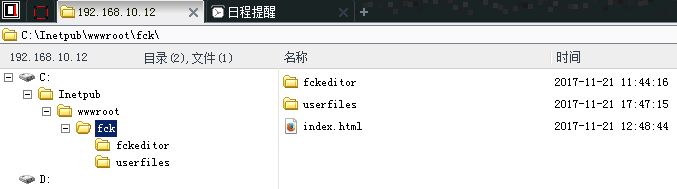 192.168.10.12 日程提醒
C:\Inetpub\wwwroot\fck\
192.168.10.12 目录(2),文件(1) 名称 时间
C:
Inetpub
wwwroot
fck
fckeditor
userfiles
D:
fckeditor 2017-11-21 11:44:16
userfiles 2017-11-21 17:47:15
index.html 2017-11-21 12:48:44